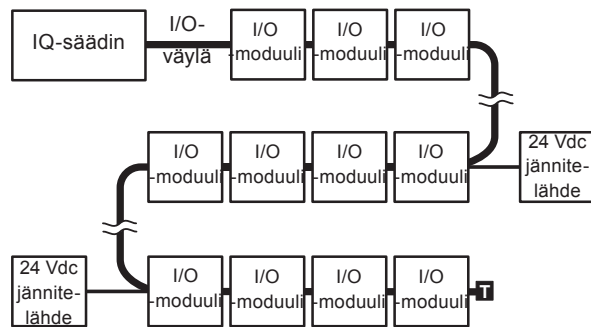 IQ-säädin
I/O-
väylä
I/O
-moduuli
I/O
-moduuli
I/O
-moduuli
I/O
-moduuli
I/O
-moduuli
I/O
-moduuli
I/O
-moduuli
24 Vdc
jännite-
lähde
24 Vdc
jännite-
lähde
I/O
-moduuli
I/O
-moduuli
I/O
-moduuli
I/O
-moduuli
T